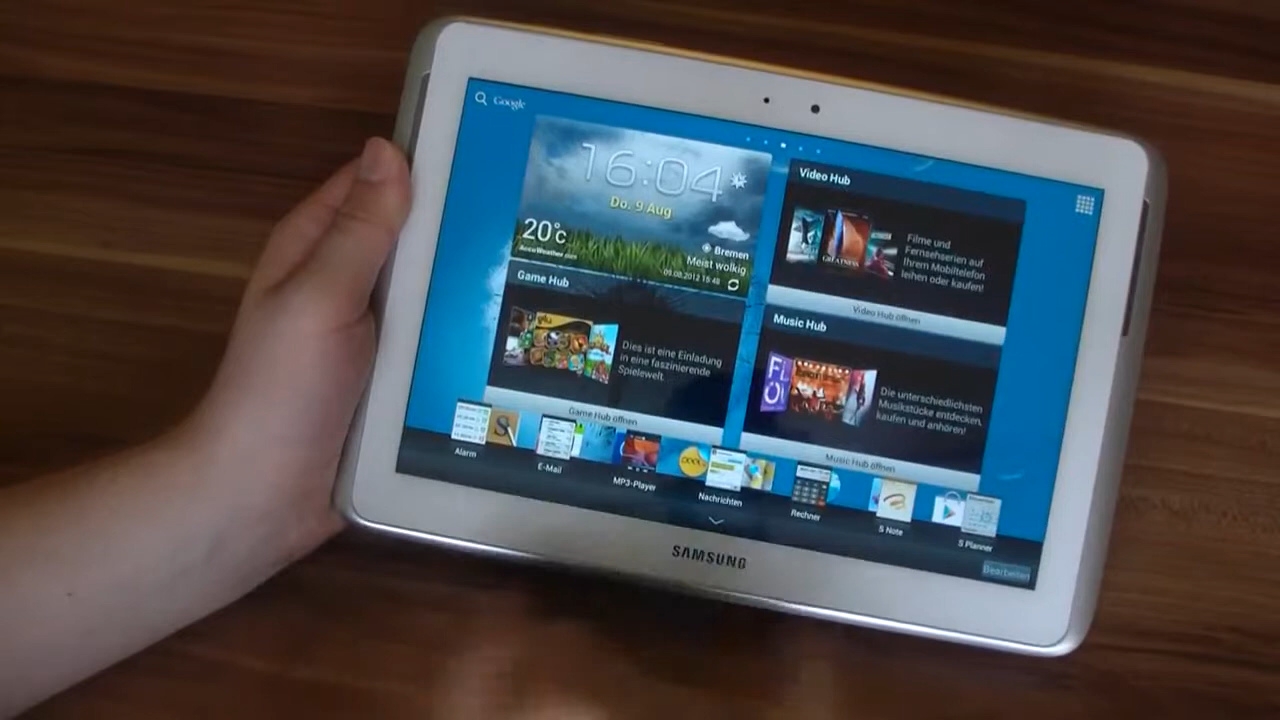 Google
16:04
Do. 9 Aug
20°c
AccuWeather.com
Bremen
Meist wolkig
09.08.2012 15:48
Video Hub
GREATNESS
Filme und
Fernsehserien auf
Ihrem Mobiltelefon
leihen oder kaufen!
Video Hub öffnen
Game Hub
Dies ist eine Einladung
in eine faszinierende
Spielewelt.
Game Hub öffnen
Music Hub
Die unterschiedlichsten
Musikstücke entdecken,
kaufen und anhören!
Music Hub öffnen
Alarm
E-Mail
MP3-Player
Nachrichten
Rechner
S Note
S Planner
Bearbeiten
SAMSUNG